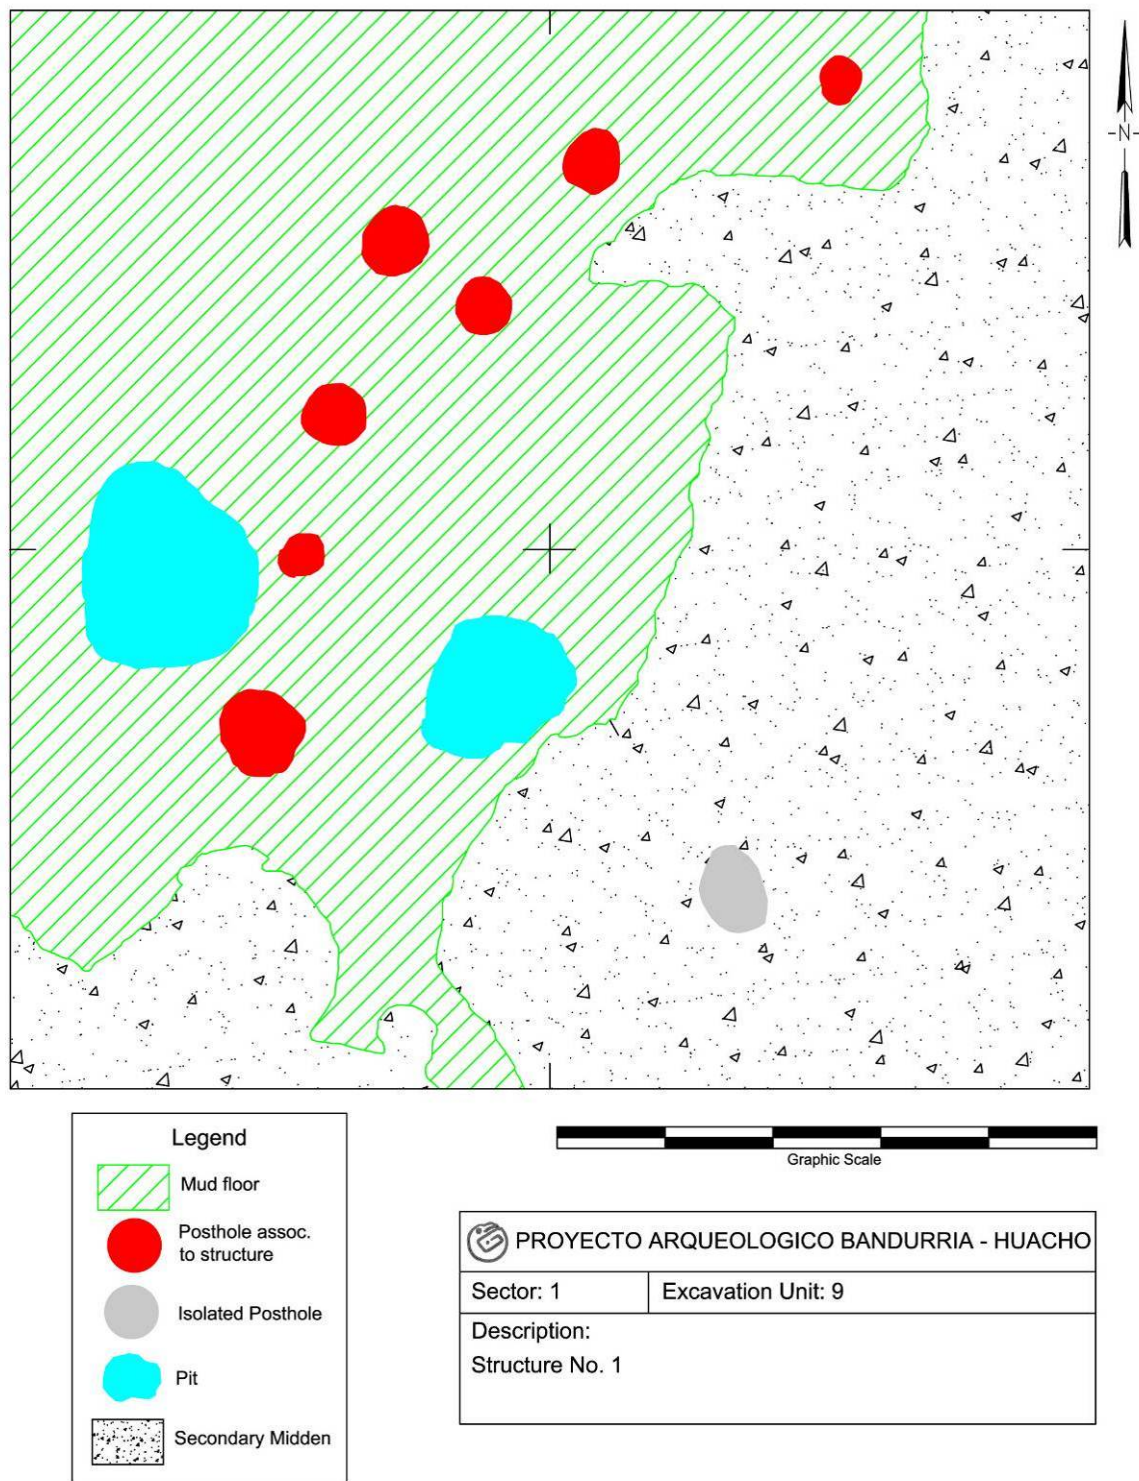 -N-
Legend
Mud floor
Posthole assoc.
to structure
Isolated Posthole
Pit
Secondary Midden
Graphic Scale
PROYECTO ARQUEOLOGICO BANDURRIA - HUACHO
Sector: 1
Excavation Unit: 9
Description:
Structure No. 1